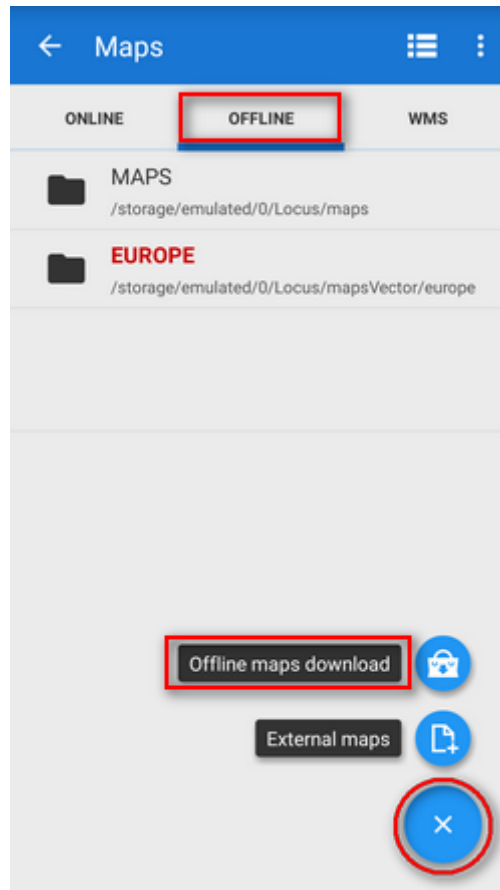 Maps
ONLINE OFFLINE WMS
MAPS
/storage/emulated/0/Locus/maps
EUROPE
/storage/emulated/0/Locus/mapsVector/europe
Offline maps download
External maps